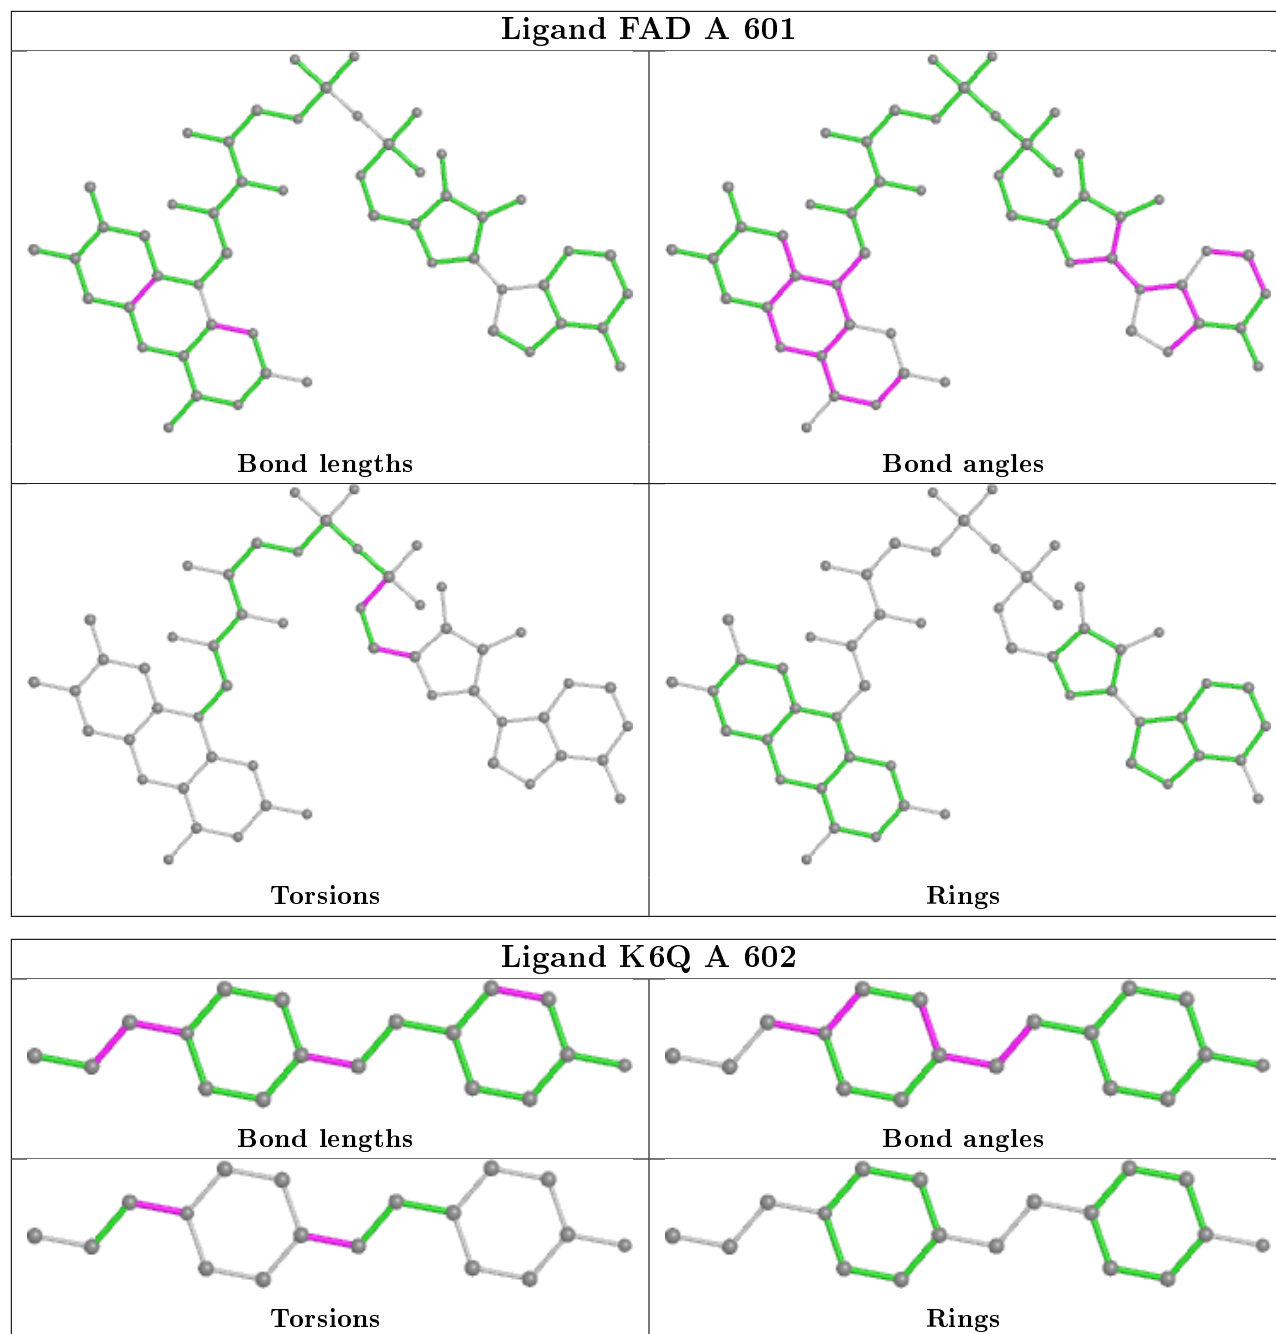 Ligand FAD A 601
Bond lengths
Bond angles
Torsions
Rings
Ligand K6Q A 602
Bond lengths
Bond angles
Torsions
Rings